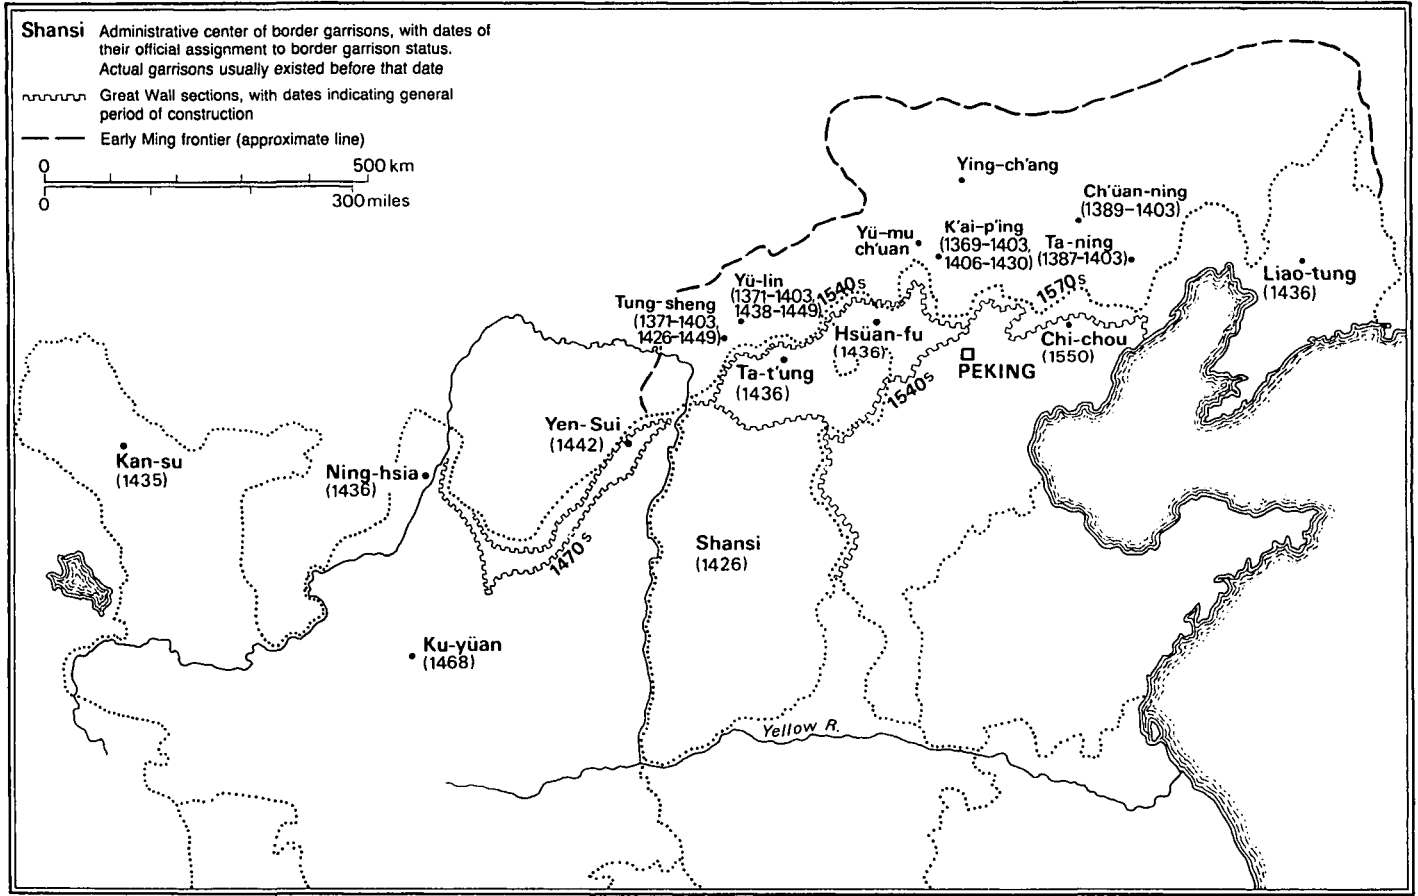 Shansi Administrative center of border garrisons, with dates of
their official assignment to border garrison status.
Actual garrisons usually existed before that date
Great Wall sections, with dates indicating general
period of construction
Early Ming frontier (approximate line)
0 500 km
0 300 miles
Ying-ch'ang
Ch'üan-ning
(1389–1403)
Yü-mu
ch'uan
K'ai-p'ing
(1369–1403,
1406–1430)
Ta-ning
(1387–1403)
Liao-tung
(1436)
Yü-lin
(1371–1403,
1438–1449)
1540s
1570s
Tung-sheng
(1371–1403,
1426–1449)
Hsüan-fu
(1436)
Chi-chou
(1550)
PEKING
Ta-t'ung
(1436)
1540s
Yen-Sui
(1442)
Kan-su
(1435)
Ning-hsia
(1436)
1470s
Shansi
(1426)
Ku-yüan
(1468)
Yellow R.